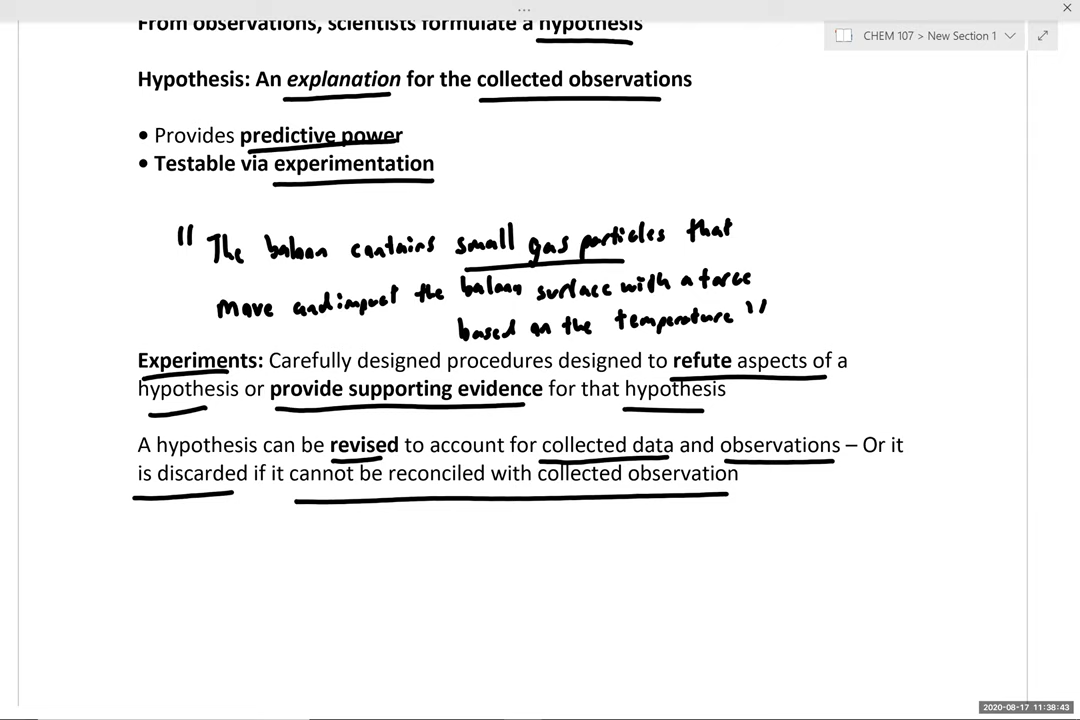 From observations, scientists formulate a hypothesis
CHEM 107 > New Section 1
Hypothesis: An explanation for the collected observations
• Provides predictive power
• Testable via experimentation
"The baloon contains small gas particles that
move and impact the baloon surface with a force
based on the temperature"
Experiments: Carefully designed procedures designed to refute aspects of a
hypothesis or provide supporting evidence for that hypothesis
A hypothesis can be revised to account for collected data and observations – Or it
is discarded if it cannot be reconciled with collected observation
2020-08-17 11:38:43